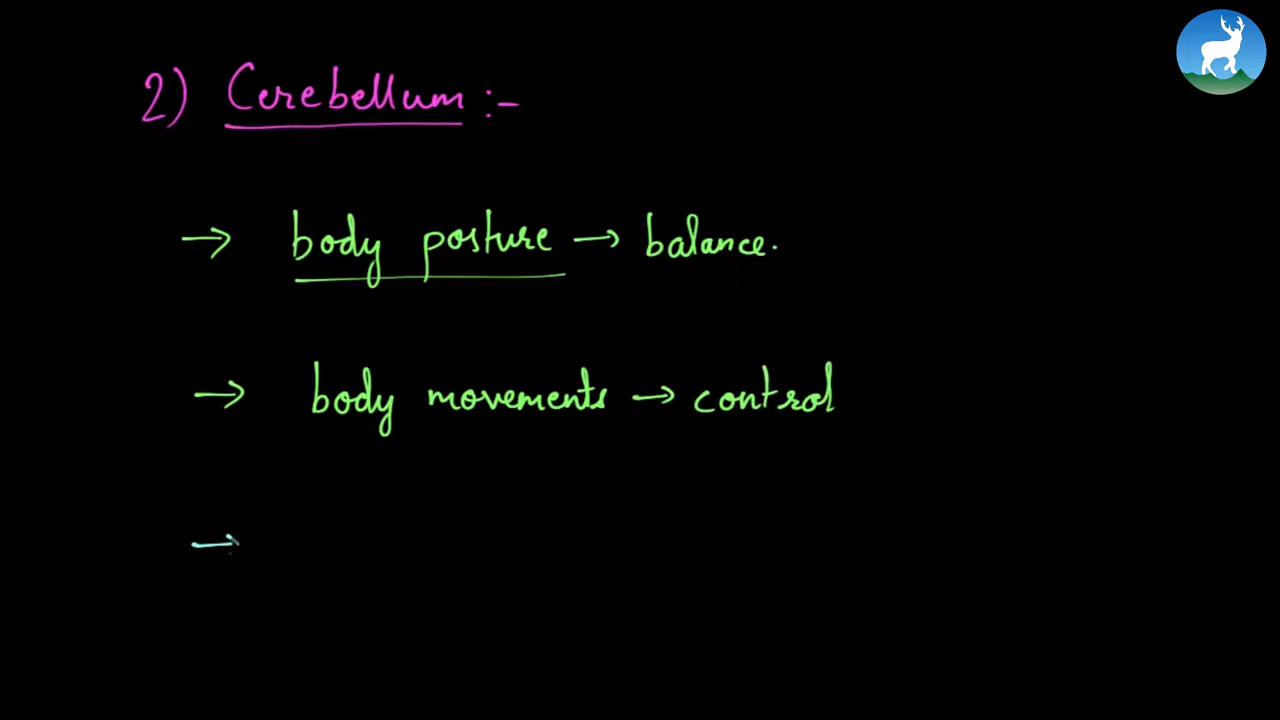 2) Cerebellum :-
→ body posture → balance.
→ body movements → control
→